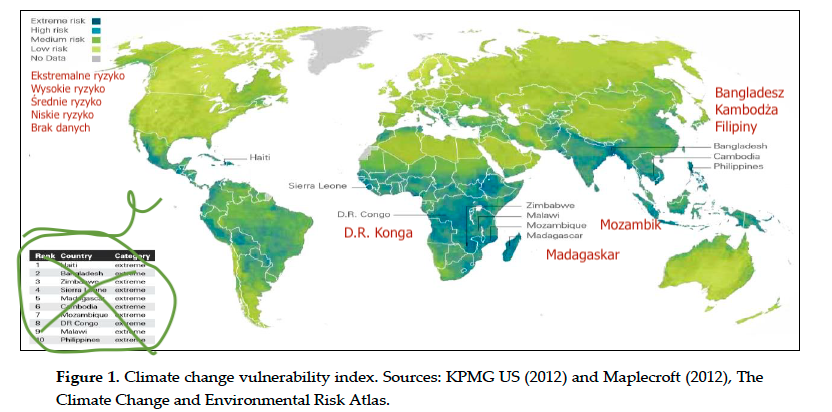 Extreme risk
High risk
Medium risk
Low risk
No Data
Ekstremalne ryzyko
Wysokie ryzyko
Średnie ryzyko
Niskie ryzyko
Brak danych
Bangladesz
Kambodża
Filipiny
Bangladesh
Cambodia
Philippines
Haiti
Sierra Leone
D.R. Congo
D.R. Konga
Zimbabwe
Malawi
Mozambique
Madagascar
Mozambik
Madagaskar
Rank Country Category
1 Haiti extreme
2 Bangladesh extreme
3 Zimbabwe extreme
4 Sierra Leone extreme
5 Madagascar extreme
6 Cambodia extreme
7 Mozambique extreme
8 DR Congo extreme
9 Malawi extreme
10 Philippines extreme
Figure 1. Climate change vulnerability index. Sources: KPMG US (2012) and Maplecroft (2012), The
Climate Change and Environmental Risk Atlas.